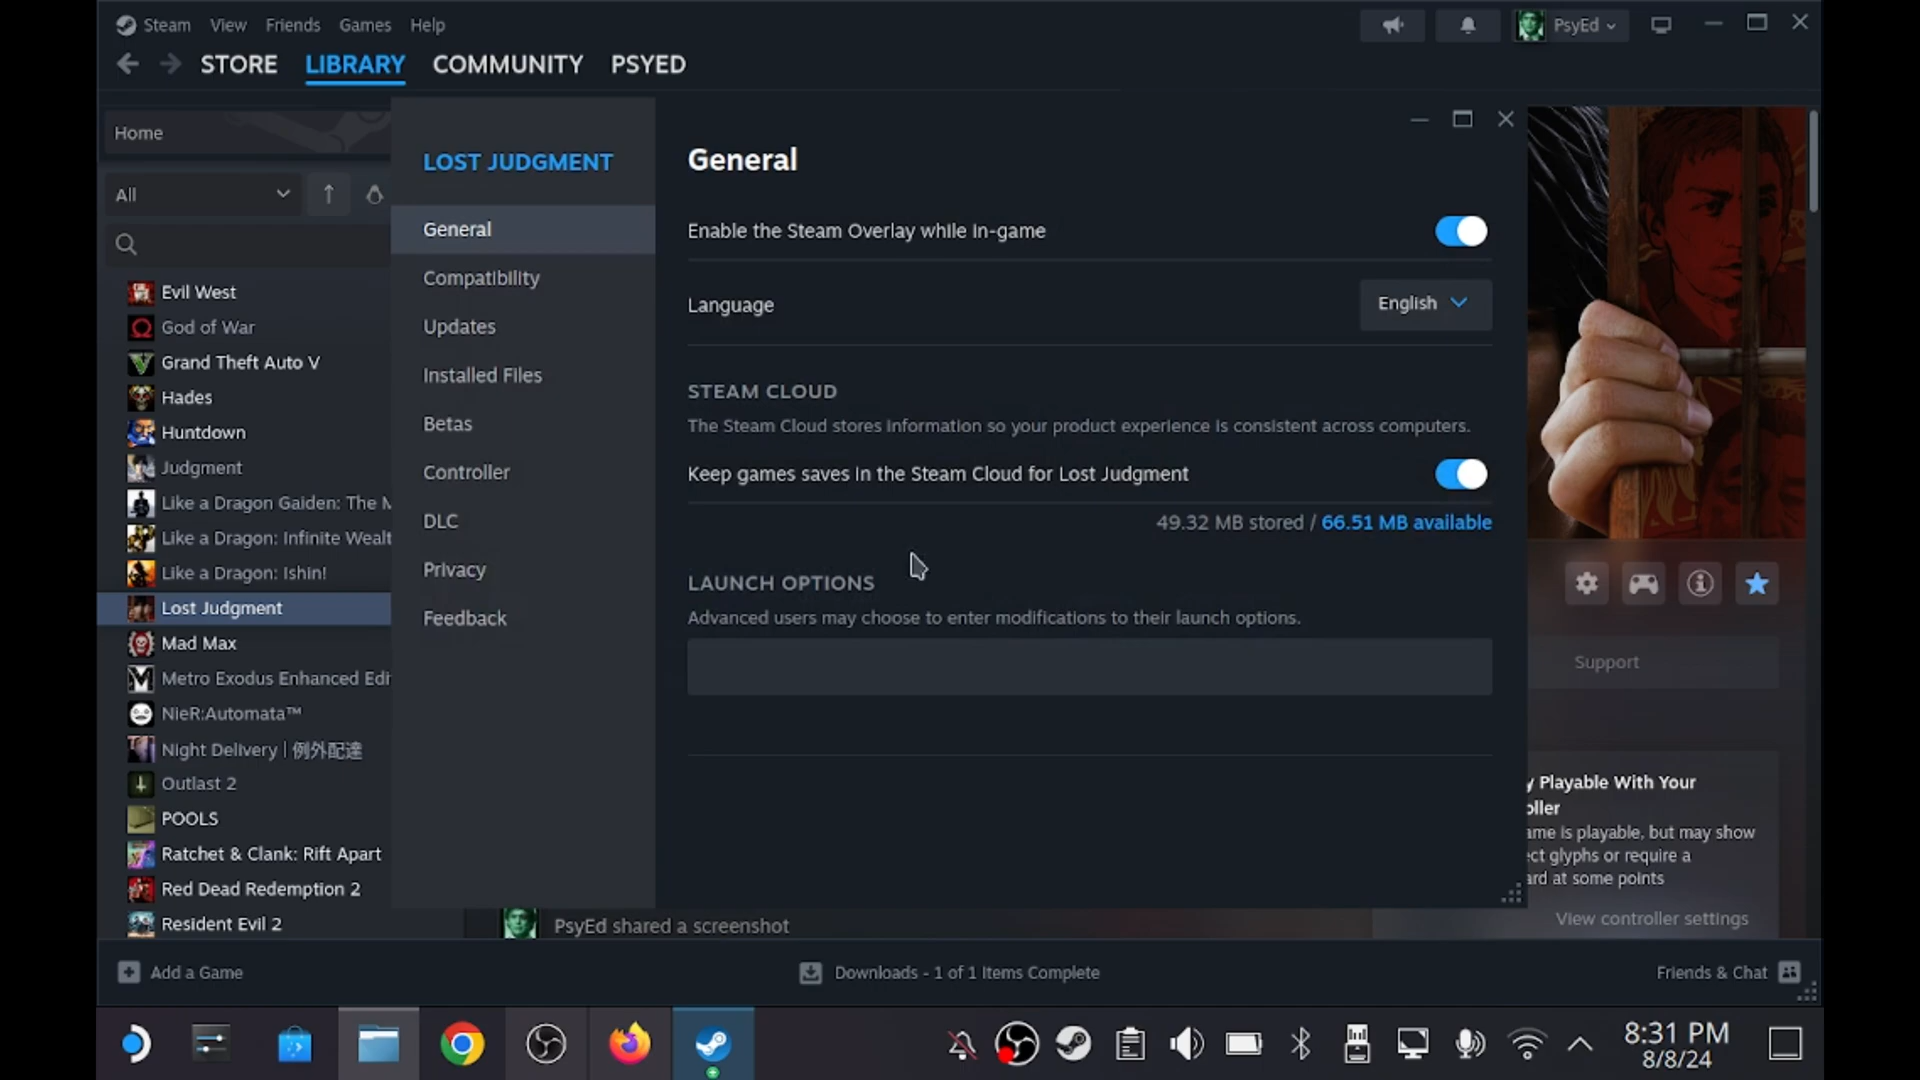 Steam View Friends Games Help
PsyEd
STORE LIBRARY COMMUNITY PSYED
Home
All
Evil West
God of War
Grand Theft Auto V
Hades
Huntdown
Judgment
Like a Dragon Gaiden: The M
Like a Dragon: Infinite Wealt
Like a Dragon: Ishin!
Lost Judgment
Mad Max
Metro Exodus Enhanced Edi
NieR:Automata™
Night Delivery | 例外配達
Outlast 2
POOLS
Ratchet & Clank: Rift Apart
Red Dead Redemption 2
Resident Evil 2
LOST JUDGMENT
General
Compatibility
Updates
Installed Files
Betas
Controller
DLC
Privacy
Feedback
General
Enable the Steam Overlay while in-game
Language
English
STEAM CLOUD
The Steam Cloud stores information so your product experience is consistent across computers.
Keep games saves in the Steam Cloud for Lost Judgment
49.32 MB stored / 66.51 MB available
LAUNCH OPTIONS
Advanced users may choose to enter modifications to their launch options.
Support
y Playable With Your
oller
ame is playable, but may show
ect glyphs or require a
ard at some points
View controller settings
PsyEd shared a screenshot
Add a Game
Downloads - 1 of 1 Items Complete
Friends & Chat
8:31 PM
8/8/24